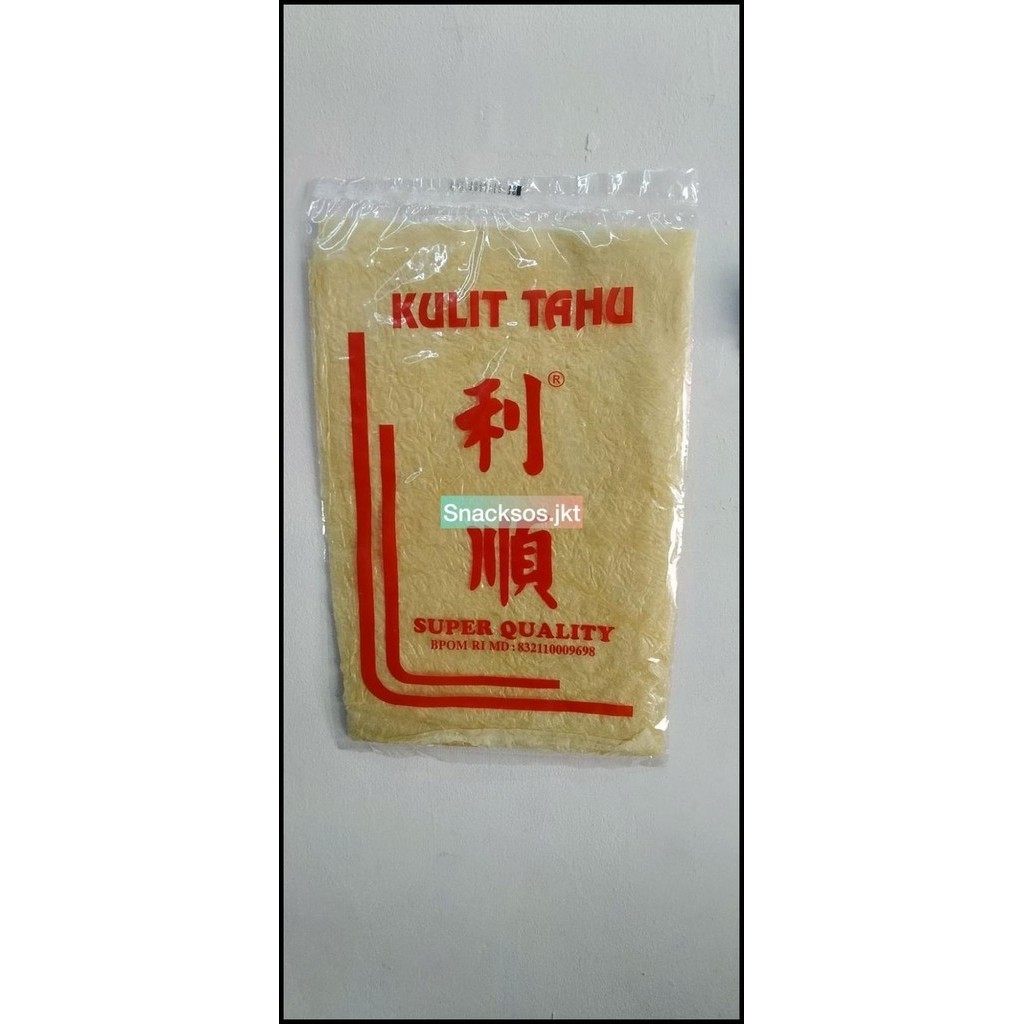 KULIT TAHU
利®
Snacksos.jkt
順
SUPER QUALITY
BPOM RI MD : 832110009698